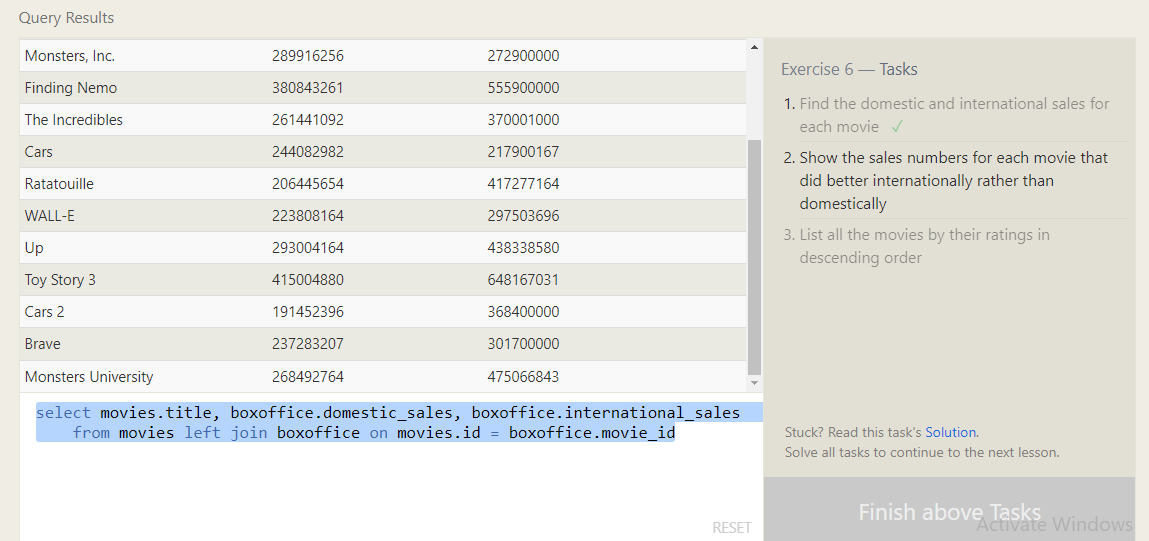 Query Results
Monsters, Inc. 289916256 272900000
Finding Nemo 380843261 555900000
The Incredibles 261441092 370001000
Cars 244082982 217900167
Ratatouille 206445654 417277164
WALL-E 223808164 297503696
Up 293004164 438338580
Toy Story 3 415004880 648167031
Cars 2 191452396 368400000
Brave 237283207 301700000
Monsters University 268492764 475066843
select movies.title, boxoffice.domestic_sales, boxoffice.international_sales
from movies left join boxoffice on movies.id = boxoffice.movie_id
RESET
Exercise 6 — Tasks
1. Find the domestic and international sales for
each movie ✓
2. Show the sales numbers for each movie that
did better internationally rather than
domestically
3. List all the movies by their ratings in
descending order
Stuck? Read this task's Solution.
Solve all tasks to continue to the next lesson.
Finish above Tasks
Activate Windows